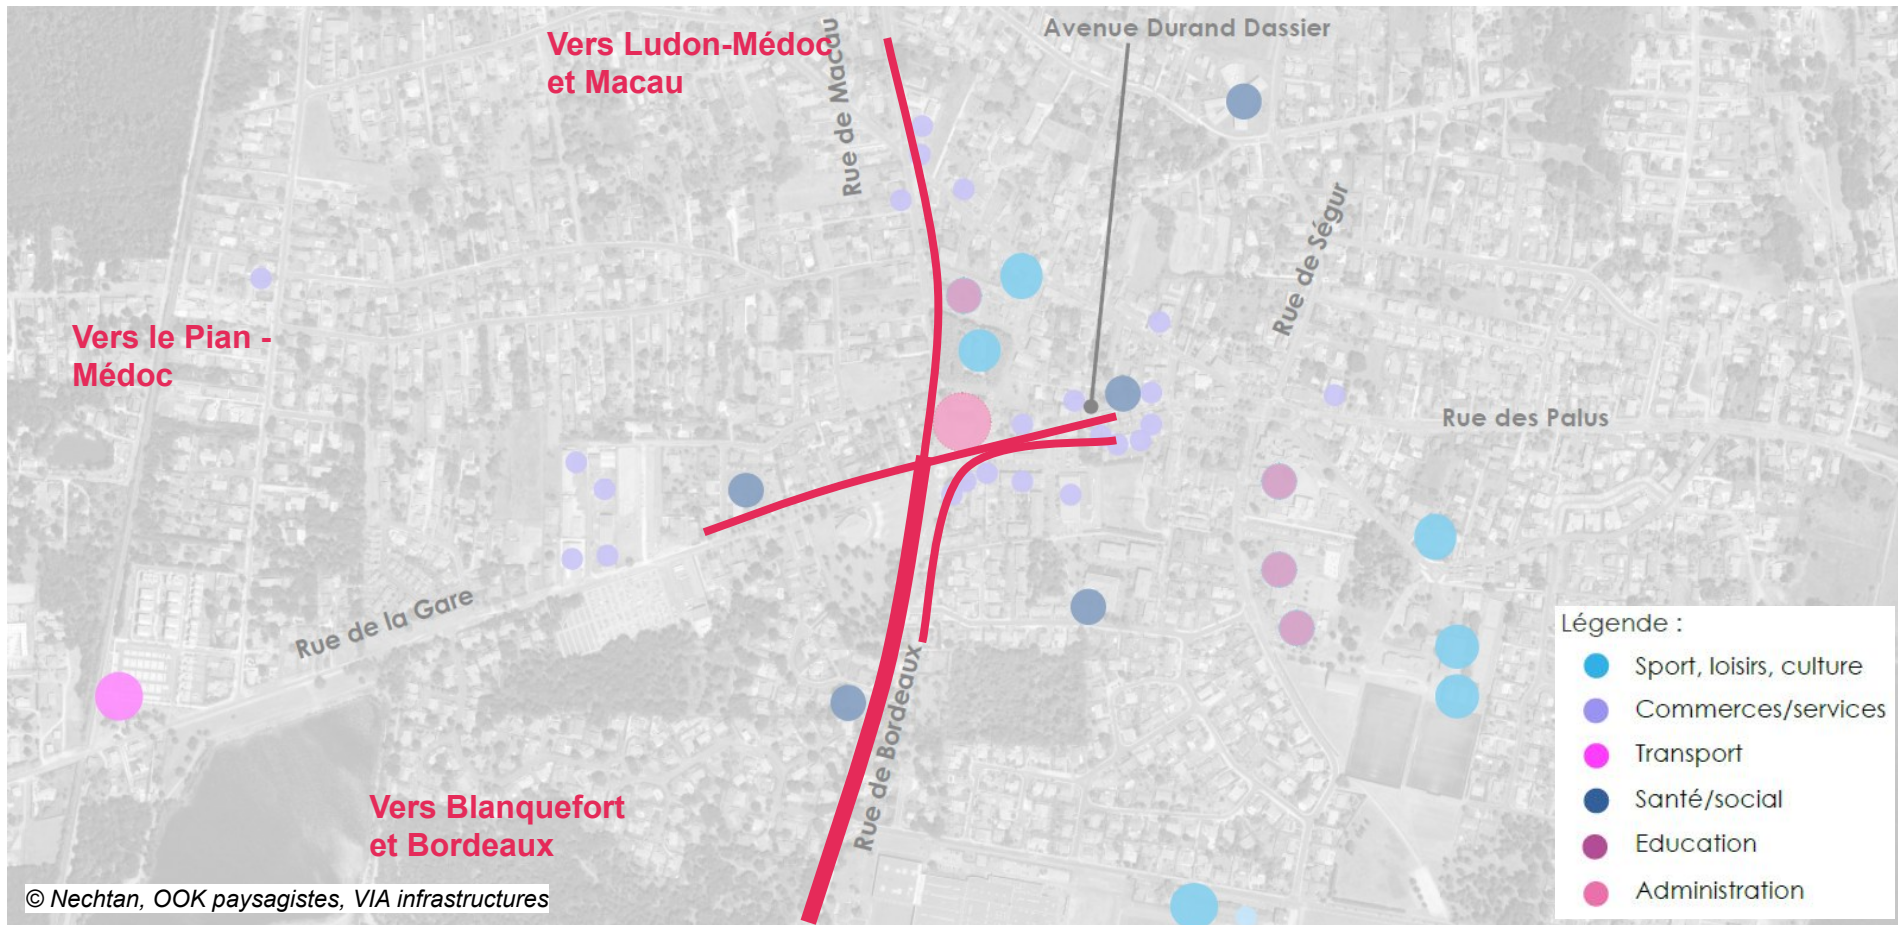 Vers Ludon-Médoc
et Macau
Rue de Macau
Avenue Durand Dassier
Rue de Ségur
Vers le Pian -
Médoc
Rue des Palus
Rue de la Gare
Rue de Bordeaux
Vers Blanquefort
et Bordeaux
Légende :
Sport, loisirs, culture
Commerces/services
Transport
Santé/social
Education
Administration
© Nechtan, OOK paysagistes, VIA infrastructures